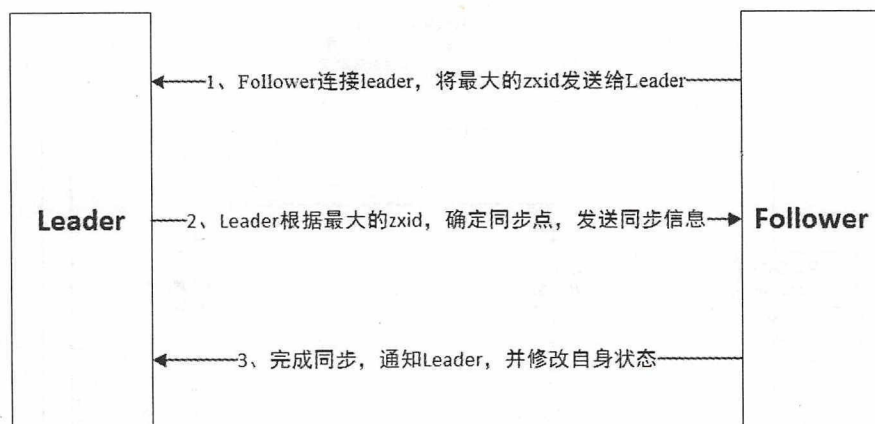 1、Follower连接leader，将最大的zxid发送给Leader
Leader
2、Leader根据最大的zxid，确定同步点，发送同步信息
Follower
3、完成同步，通知Leader，并修改自身状态